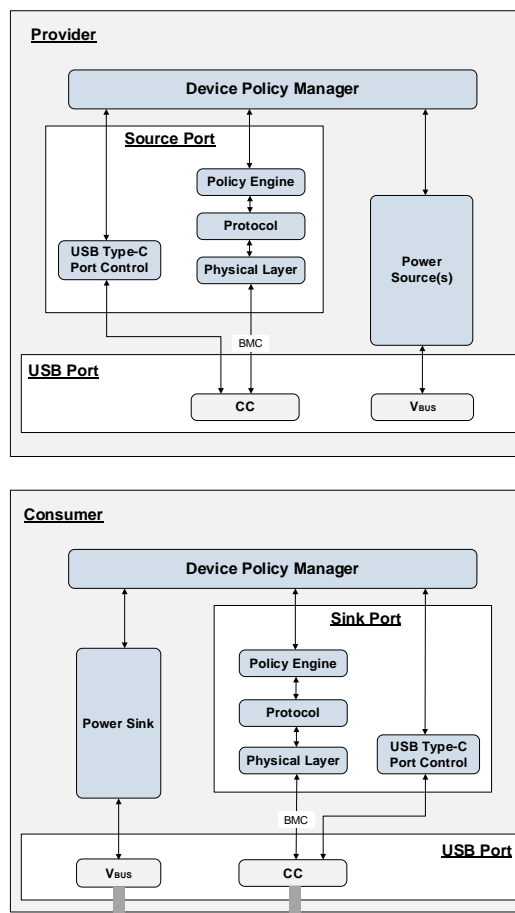 Provider
Device Policy Manager
Source Port
Policy Engine
Protocol
USB Type-C
Port Control
Physical Layer
Power
Source(s)
BMC
USB Port
CC
VBUS
Consumer
Device Policy Manager
Sink Port
Policy Engine
Power Sink
Protocol
Physical Layer
USB Type-C
Port Control
BMC
USB Port
VBUS
CC